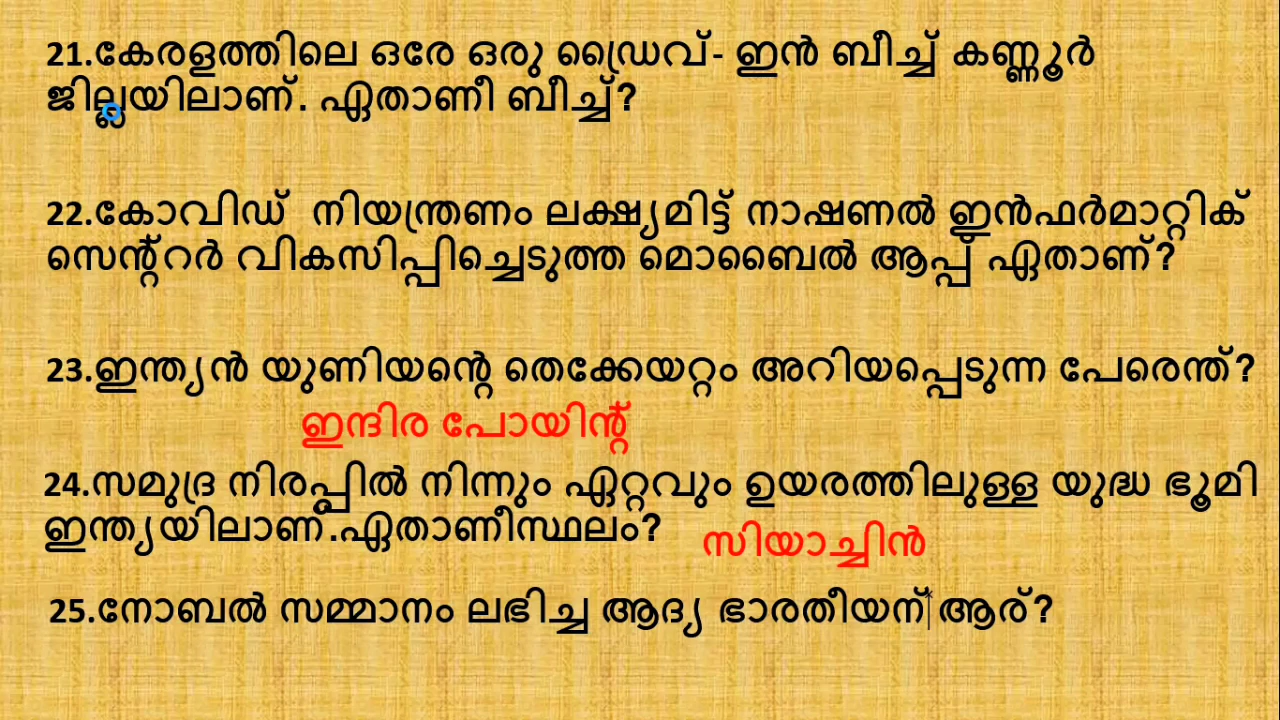 21.കേരളത്തിലെ ഒരേ ഒരു ഡ്രൈവ്- ഇൻ ബീച്ച് കണ്ണൂർ
ജില്ലയിലാണ്. ഏതാണീ ബീച്ച്?
22.കോവിഡ് നിയന്ത്രണം ലക്ഷ്യമിട്ട് നാഷണൽ ഇൻഫർമാറ്റിക്
സെന്റ്റർ വികസിപ്പിച്ചെടുത്ത മൊബൈൽ ആപ്പ് ഏതാണ്?
23.ഇന്ത്യൻ യുണിയന്റെ തെക്കേയറ്റം അറിയപ്പെടുന്ന പേരെന്ത്?
ഇന്ദിര പോയിന്റ്
24.സമുദ്ര നിരപ്പിൽ നിന്നും ഏറ്റവും ഉയരത്തിലുള്ള യുദ്ധ ഭൂമി
ഇന്ത്യയിലാണ്.ഏതാണീസ്ഥലം?
സിയാച്ചിൻ
25.നോബൽ സമ്മാനം ലഭിച്ച ആദ്യ ഭാരതീയന് ആര്?